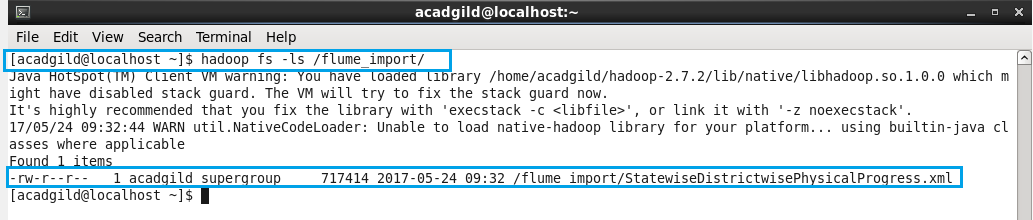 acadgild@localhost:~
File Edit View Search Terminal Help
[acadgild@localhost ~]$ hadoop fs -ls /flume_import/
Java HotSpot(TM) Client VM warning: You have loaded library /home/acadgild/hadoop-2.7.2/lib/native/libhadoop.so.1.0.0 which m
ight have disabled stack guard. The VM will try to fix the stack guard now.
It's highly recommended that you fix the library with 'execstack -c <libfile>', or link it with '-z noexecstack'.
17/05/24 09:32:44 WARN util.NativeCodeLoader: Unable to load native-hadoop library for your platform... using builtin-java cl
asses where applicable
Found 1 items
-rw-r--r--   1 acadgild supergroup     717414 2017-05-24 09:32 /flume_import/StatewiseDistrictwisePhysicalProgress.xml
[acadgild@localhost ~]$